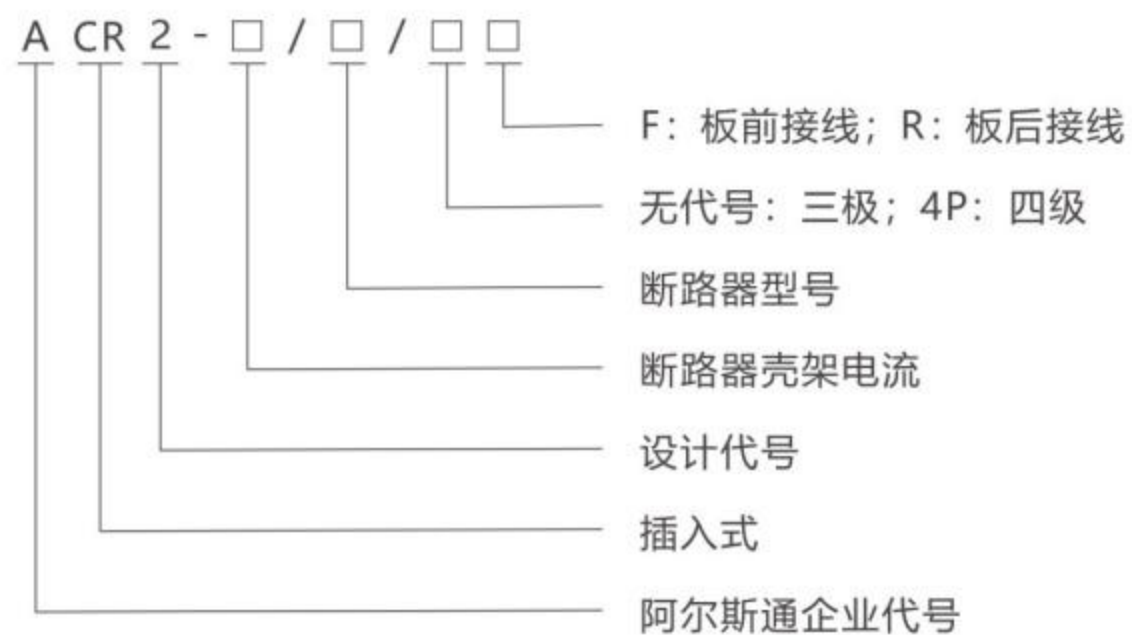 A CR 2 - □ / □ / □ □
F：板前接线；R：板后接线
无代号：三极；4P：四级
断路器型号
断路器壳架电流
设计代号
插入式
阿尔斯通企业代号